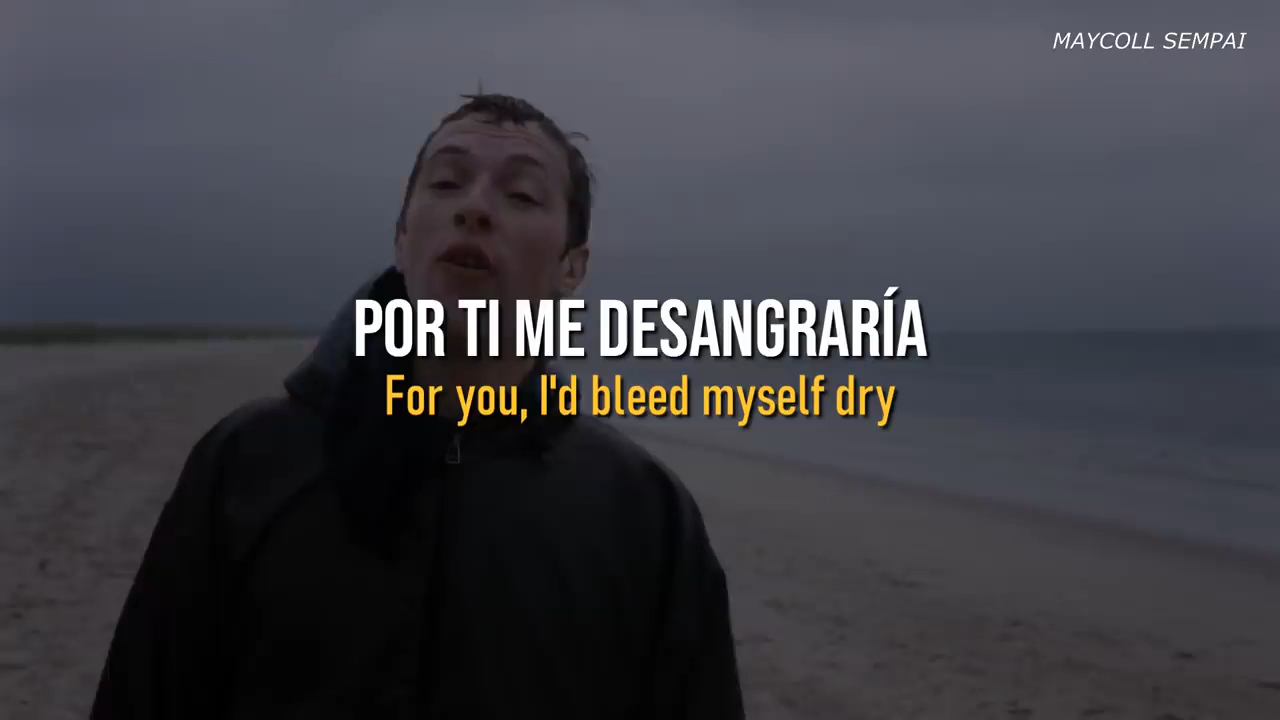 MAYCOLL SEMPAI
POR TI ME DESANGRARÍA
For you, I'd bleed myself dry